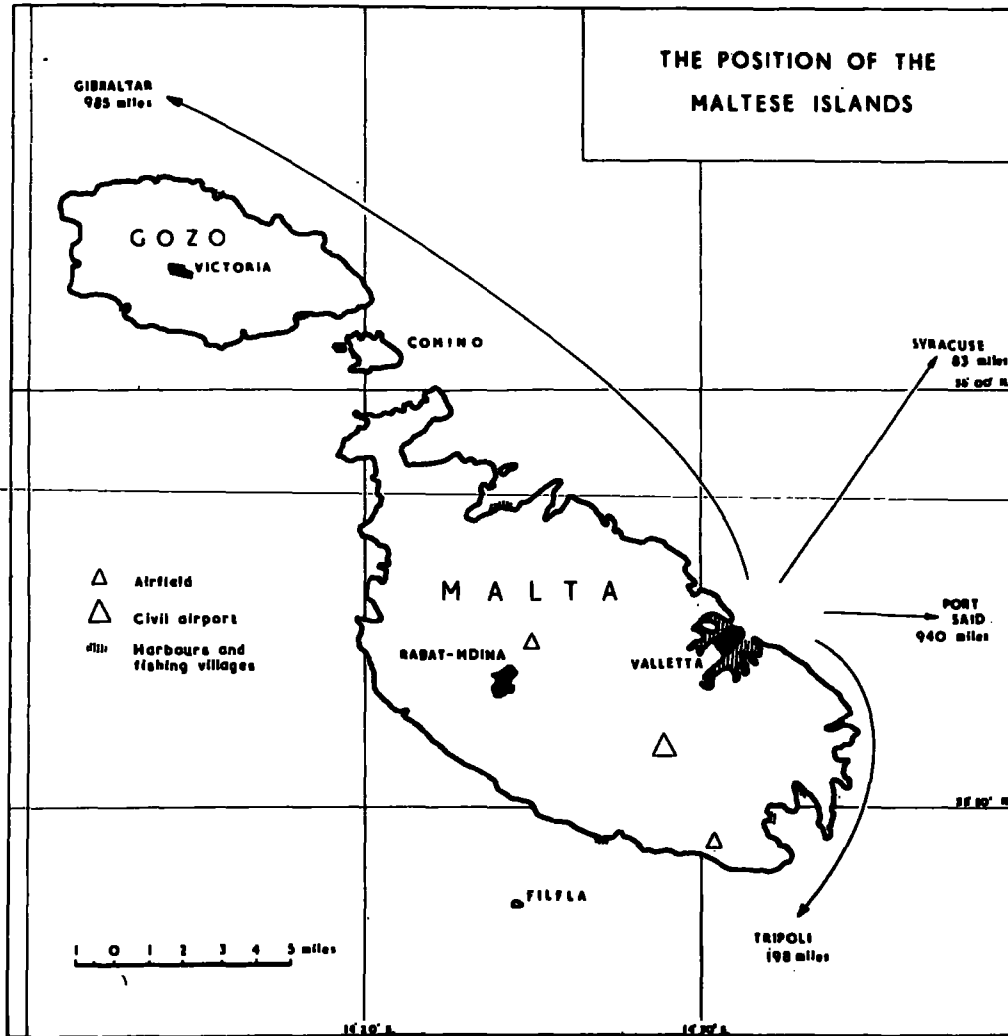 THE POSITION OF THE
MALTESE ISLANDS
GIBRALTAR
985 miles
GOZO
VICTORIA
COMINO
SYRACUSE
83 miles
Airfield
Civil airport
Harbours and
fishing villages
MALTA
RABAT-MDINA
VALLETTA
PORT
SAID
940 miles
FILFLA
TRIPOLI
198 miles
1 0 1 2 3 4 5 miles